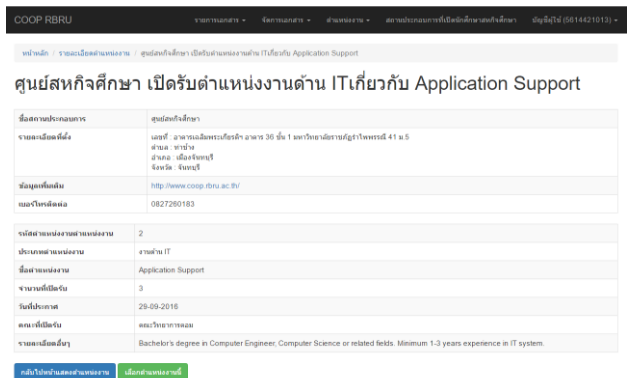 COOP RBRU รายการเอกสาร จัดการเอกสาร ตำแหน่งงาน สถานประกอบการที่เปิดนักศึกษาสหกิจศึกษา บัญชีผู้ใช้ (5614421013)
หน้าหลัก / รายละเอียดตำแหน่งงาน / ศูนย์สหกิจศึกษา เปิดรับตำแหน่งงานด้าน ITเกี่ยวกับ Application Support
ศูนย์สหกิจศึกษา เปิดรับตำแหน่งงานด้าน ITเกี่ยวกับ Application Support
ชื่อสถานประกอบการ ศูนย์สหกิจศึกษา
รายละเอียดที่ตั้ง เลขที่ : อาคารเฉลิมพระเกียรติฯ อาคาร 36 ชั้น 1 มหาวิทยาลัยราชภัฏรำไพพรรณี 41 ม.5
ตำบล : ท่าช้าง
อำเภอ : เมืองจันทบุรี
จังหวัด : จันทบุรี
ข้อมูลเพิ่มเติม http://www.coop.rbru.ac.th/
เบอร์โทรติดต่อ 0827260183
รหัสตำแหน่งงานตำแหน่งงาน 2
ประเภทตำแหน่งงาน งานด้าน IT
ชื่อตำแหน่งงาน Application Support
จำนวนที่เปิดรับ 3
วันที่ประกาศ 29-09-2016
คณะที่เปิดรับ คณะวิทยาการคอม
รายละเอียดอื่นๆ Bachelor's degree in Computer Engineer, Computer Science or related fields. Minimum 1-3 years experience in IT system.
กลับไปหน้าแสดงตำแหน่งงาน เลือกตำแหน่งงานนี้